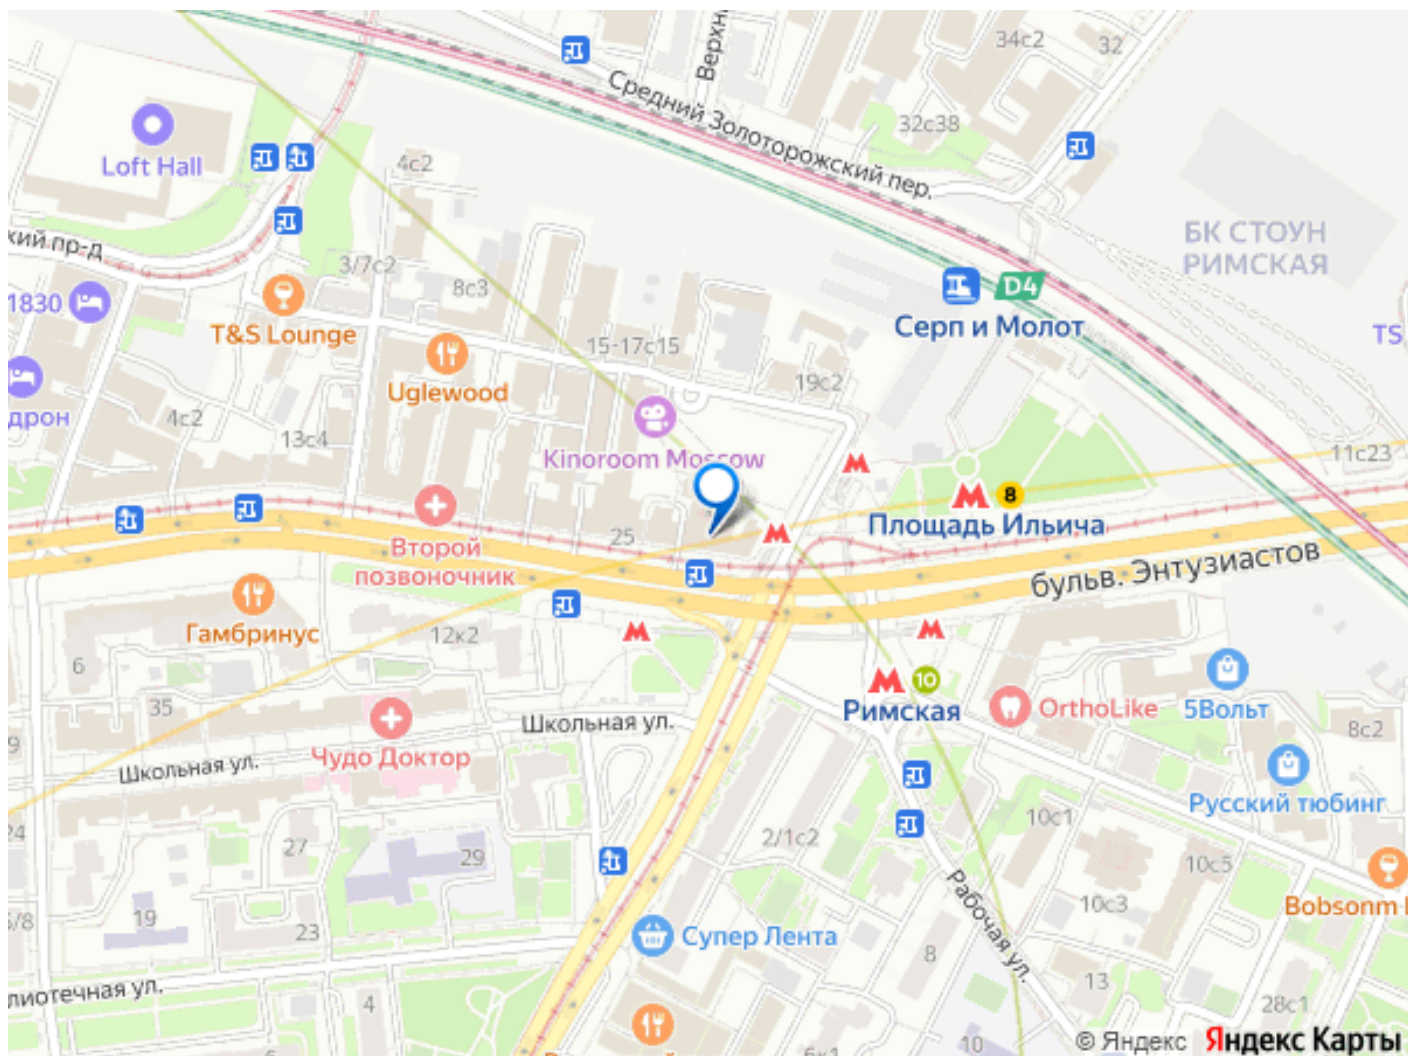 34с2
32
Верхн
Средний Золоторожский пер.
32с38
Loft Hall
4с2
кий пр-д
3/7с2
8с3
БК СТОУН
РИМСКАЯ
D4
Серп и Молот
1830
T&S Lounge
15-17с15
TS
Uglewood
19с2
дрон
4с2
13с4
Kinoroom Moscow
11с23
8
Площадь Ильича
25
Второй
позвоночник
бульв. Энтузиастов
Гамбринус
12к2
6
10
Римская
35
Школьная ул.
OrthoLike
5Вольт
8с2
9
Чудо Доктор
Школьная ул.
Русский тюбинг
24
27
29
2/1с2
10с1
10с5
Рабочая ул.
10с3
Bobsonm
5/8
19
23
Супер Лента
8
13
лиотечная ул.
4
28с1
10
© Яндекс Яндекс Карты